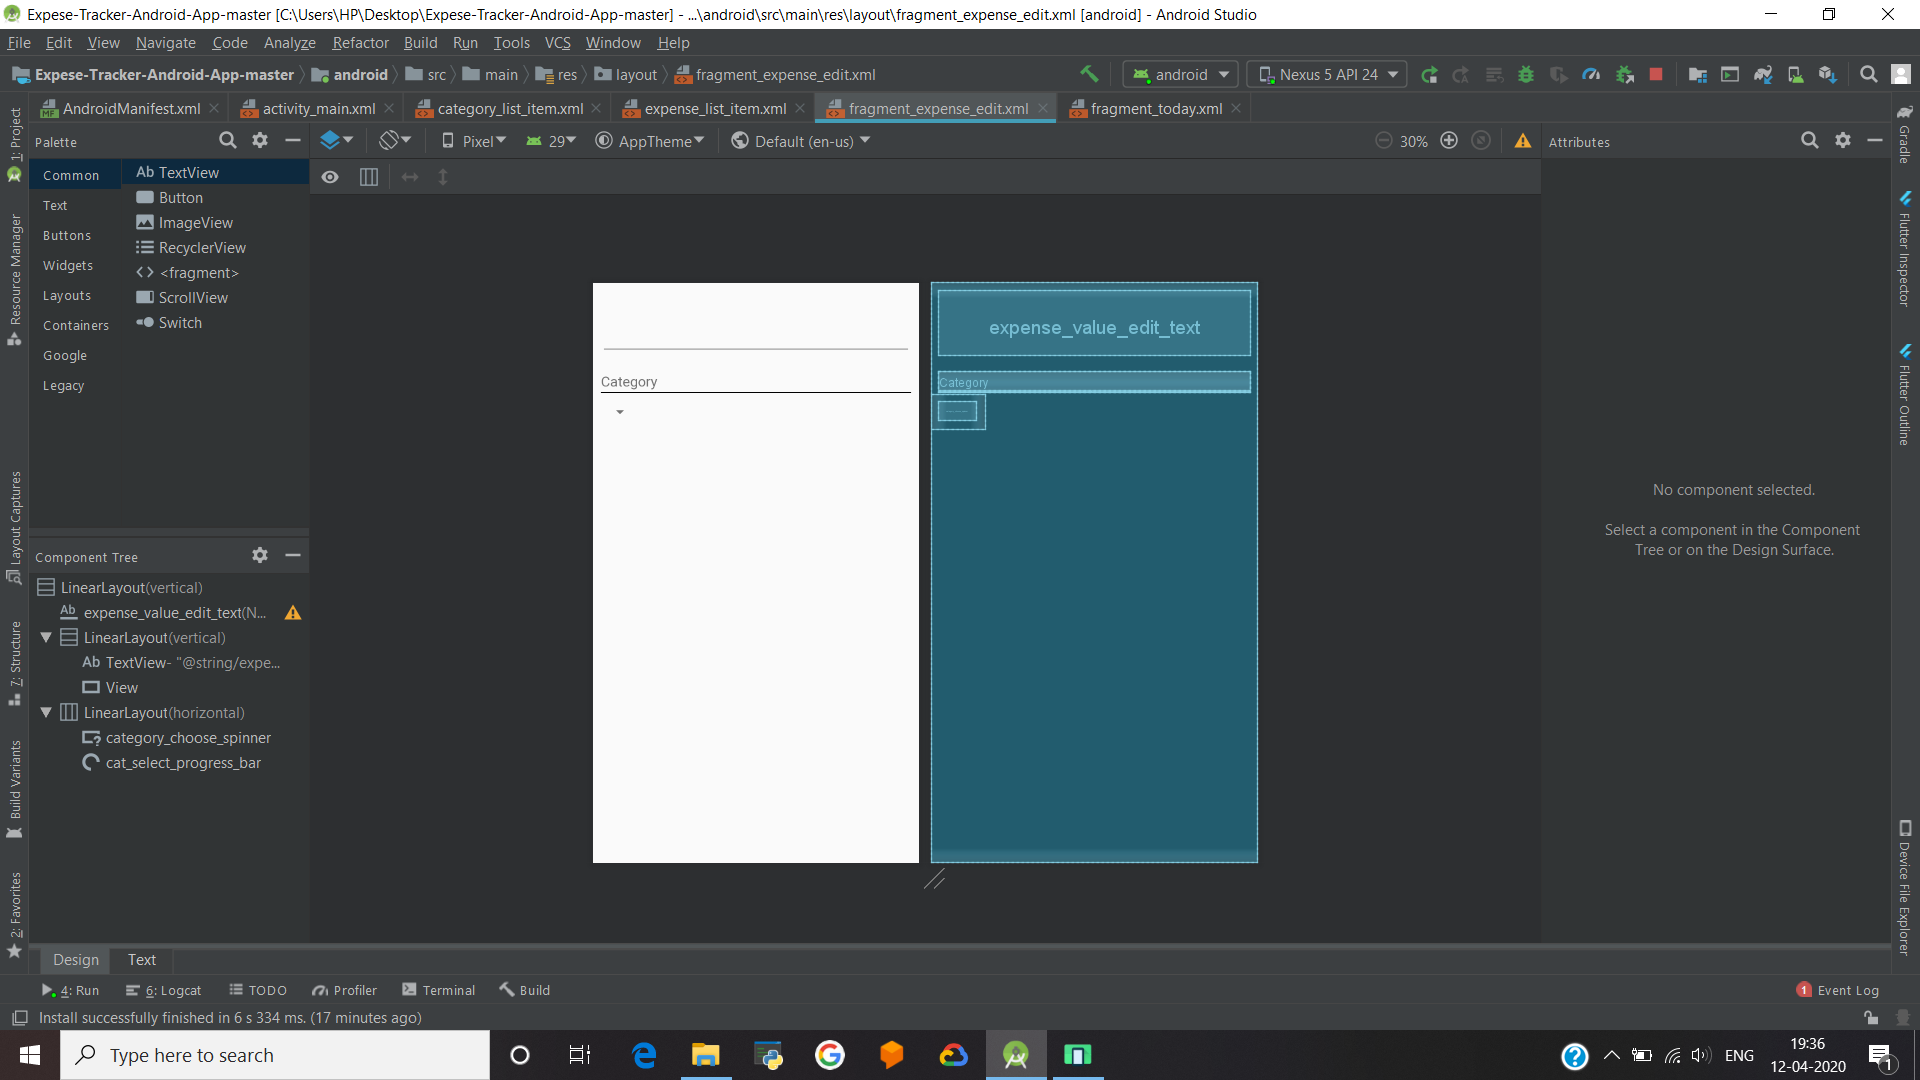 Expese-Tracker-Android-App-master [C:\Users\HP\Desktop\Expese-Tracker-Android-App-master] - ...\android\src\main\res\layout\fragment_expense_edit.xml [android] - Android Studio
File Edit View Navigate Code Analyze Refactor Build Run Tools VCS Window Help
Expese-Tracker-Android-App-master android src main res layout fragment_expense_edit.xml android Nexus 5 API 24
AndroidManifest.xml activity_main.xml category_list_item.xml expense_list_item.xml fragment_expense_edit.xml fragment_today.xml
Palette
Pixel 29 AppTheme Default (en-us) 30%
Attributes
Common
Text
Buttons
Widgets
Layouts
Containers
Google
Legacy
Ab TextView
Button
ImageView
RecyclerView
<fragment>
ScrollView
Switch
Category
expense_value_edit_text
Category
No component selected.
Select a component in the Component
Tree or on the Design Surface.
Component Tree
LinearLayout(vertical)
Ab expense_value_edit_text(N...
LinearLayout(vertical)
Ab TextView- "@string/expe...
View
LinearLayout(horizontal)
category_choose_spinner
cat_select_progress_bar
1: Project
Resource Manager
Layout Captures
7: Structure
Build Variants
2: Favorites
Gradle
Flutter Inspector
Flutter Outline
Device File Explorer
Design Text
4: Run 6: Logcat TODO Profiler Terminal Build 1 Event Log
Install successfully finished in 6 s 334 ms. (17 minutes ago)
Type here to search
ENG
19:36
12-04-2020
1